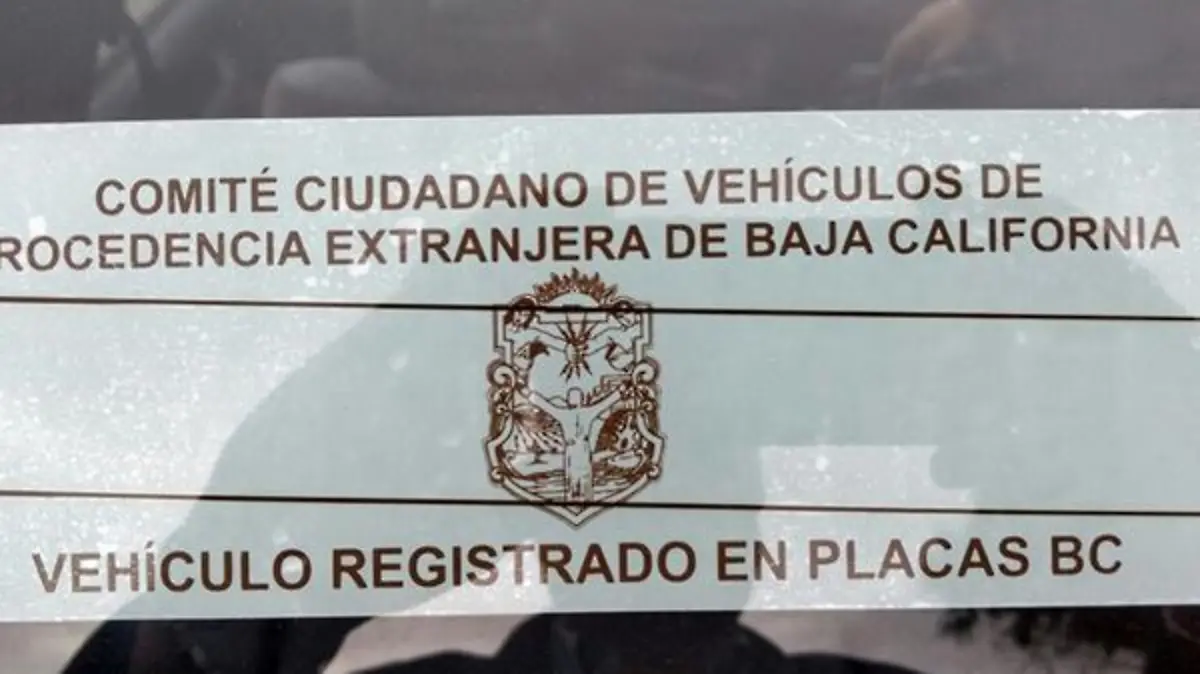 COMITÉ CIUDADANO DE VEHÍCULOS DE
ROCEDENCIA EXTRANJERA DE BAJA CALIFORNIA
VEHÍCULO REGISTRADO EN PLACAS BC